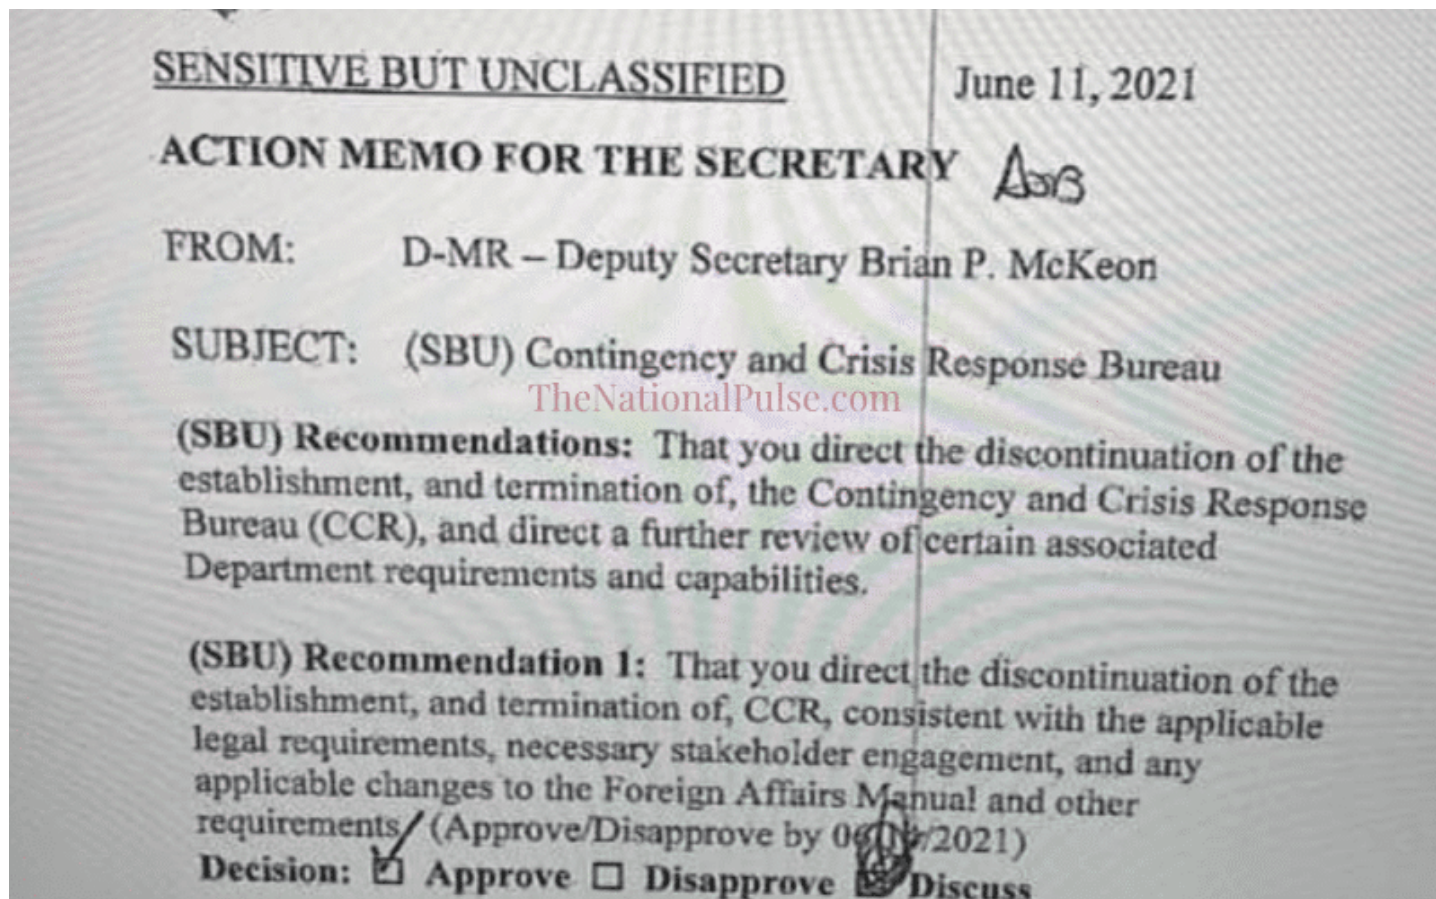 SENSITIVE BUT UNCLASSIFIED June 11, 2021
ACTION MEMO FOR THE SECRETARY
FROM: D-MR – Deputy Secretary Brian P. McKeon
SUBJECT: (SBU) Contingency and Crisis Response Bureau
TheNationalPulse.com
(SBU) Recommendations: That you direct the discontinuation of the
establishment, and termination of, the Contingency and Crisis Response
Bureau (CCR), and direct a further review of certain associated
Department requirements and capabilities.
(SBU) Recommendation 1: That you direct the discontinuation of the
establishment, and termination of, CCR, consistent with the applicable
legal requirements, necessary stakeholder engagement, and any
applicable changes to the Foreign Affairs Manual and other
requirements (Approve/Disapprove by /2021)
Decision: ☑ Approve ☐ Disapprove Discuss